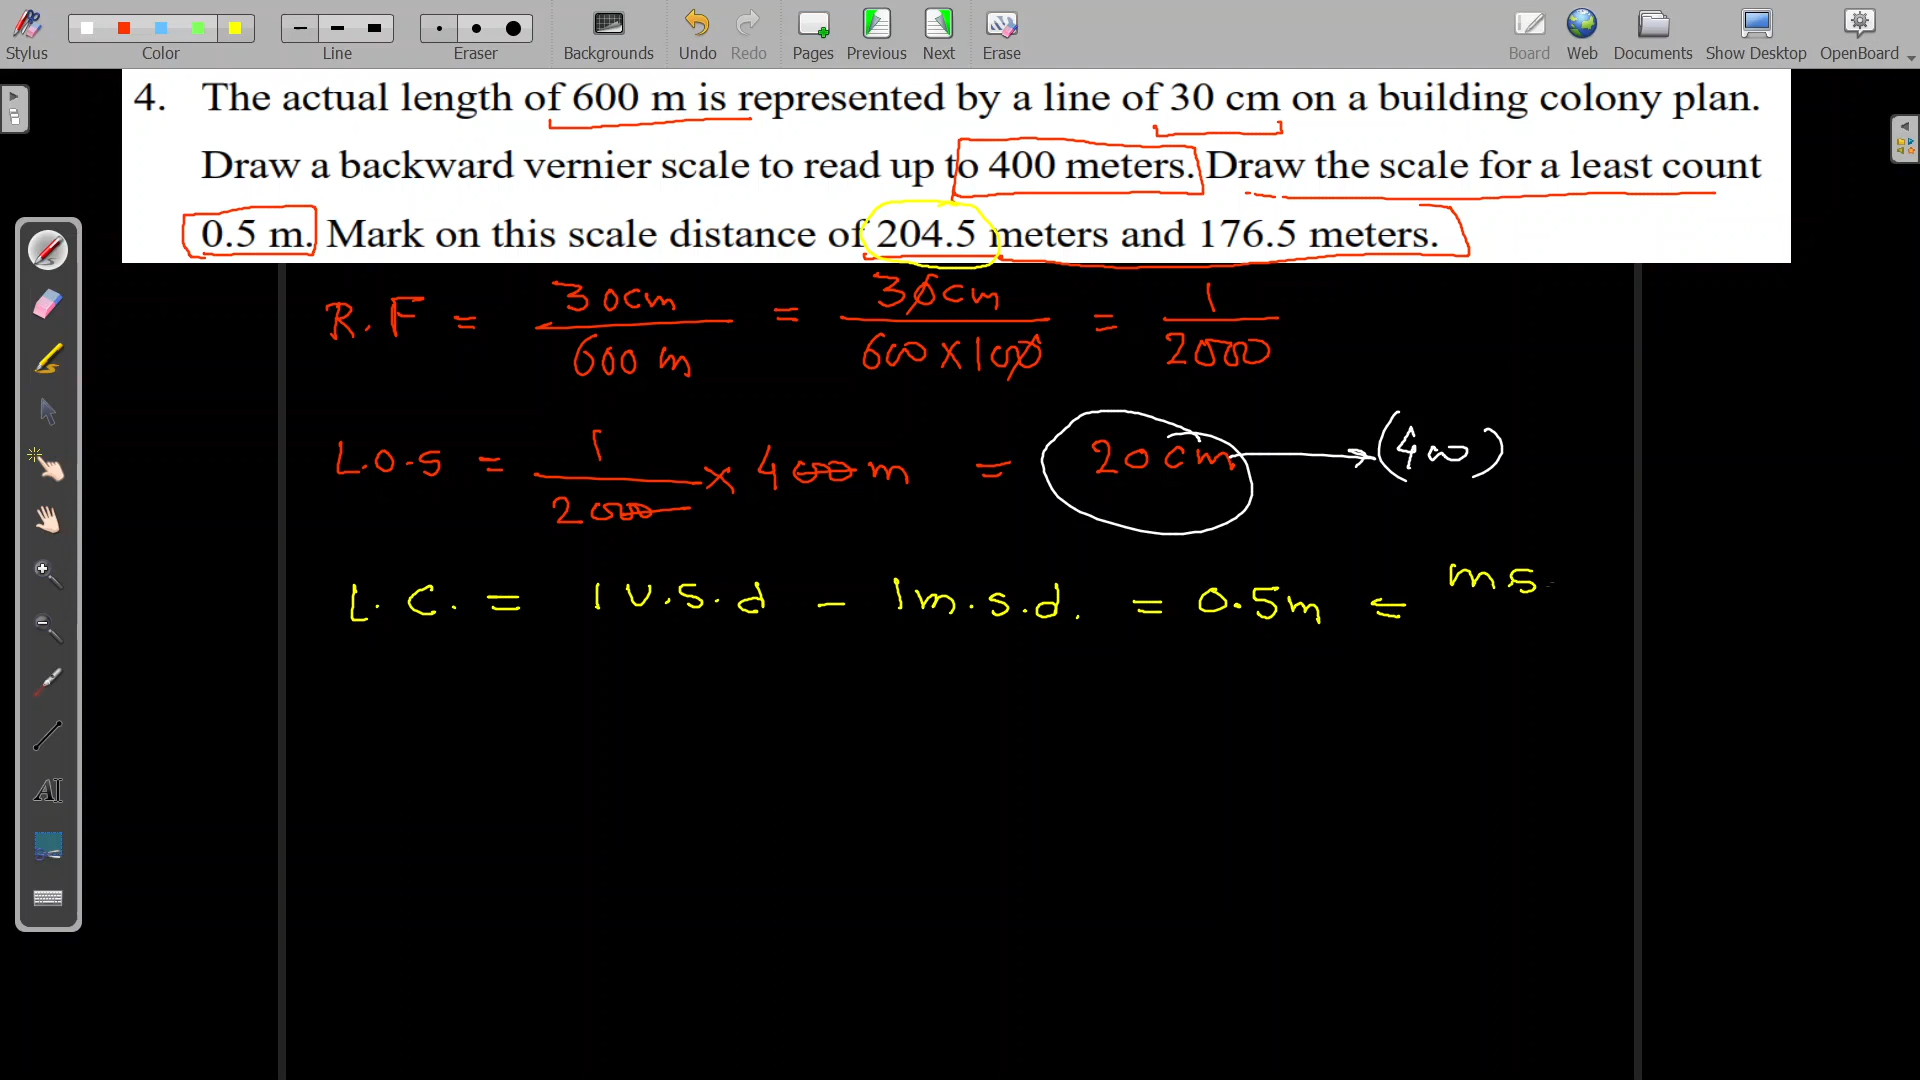 Stylus Color Line Eraser Backgrounds Undo Redo Pages Previous Next Erase Board Web Documents Show Desktop OpenBoard
4. The actual length of 600 m is represented by a line of 30 cm on a building colony plan.
Draw a backward vernier scale to read up to 400 meters. Draw the scale for a least count
0.5 m. Mark on this scale distance of 204.5 meters and 176.5 meters.
R.F = 30cm / 600 m = 30cm / 600 x 100 = 1 / 2000
L.O.S = 1 / 2000 x 4000 m = 20 cm → (400)
L.C. = 1 V.S.d - 1m.s.d. = 0.5m = m s
AI